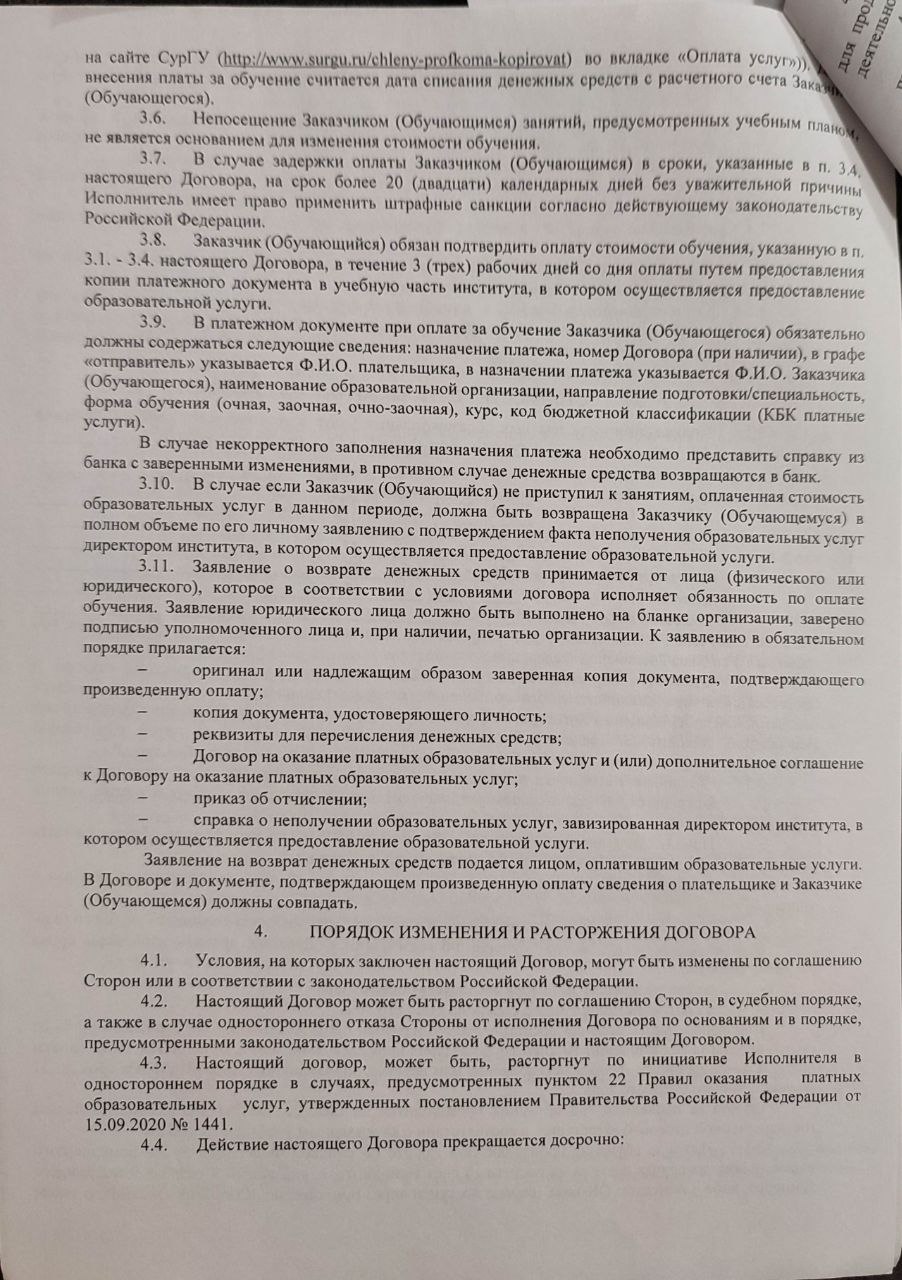 для прод
деятельно
на сайте СурГУ (http://www.surgu.ru/chleny-profkoma-kopirovat) во вкладке «Оплата услуг»)).
внесения платы за обучение считается дата списания денежных средств с расчетного счета Заказчи
(Обучающегося).
3.6. Непосещение Заказчиком (Обучающимся) занятий, предусмотренных учебным планом,
не является основанием для изменения стоимости обучения.
3.7. В случае задержки оплаты Заказчиком (Обучающимся) в сроки, указанные в п. 3.4.
настоящего Договора, на срок более 20 (двадцати) календарных дней без уважительной причины
Исполнитель имеет право применить штрафные санкции согласно действующему законодательству
Российской Федерации.
3.8. Заказчик (Обучающийся) обязан подтвердить оплату стоимости обучения, указанную в п.
3.1. - 3.4. настоящего Договора, в течение 3 (трех) рабочих дней со дня оплаты путем предоставления
копии платежного документа в учебную часть института, в котором осуществляется предоставление
образовательной услуги.
3.9. В платежном документе при оплате за обучение Заказчика (Обучающегося) обязательно
должны содержаться следующие сведения: назначение платежа, номер Договора (при наличии), в графе
«отправитель» указывается Ф.И.О. плательщика, в назначении платежа указывается Ф.И.О. Заказчика
(Обучающегося), наименование образовательной организации, направление подготовки/специальность,
форма обучения (очная, заочная, очно-заочная), курс, код бюджетной классификации (КБК платные
услуги).
В случае некорректного заполнения назначения платежа необходимо представить справку из
банка с заверенными изменениями, в противном случае денежные средства возвращаются в банк.
3.10. В случае если Заказчик (Обучающийся) не приступил к занятиям, оплаченная стоимость
образовательных услуг в данном периоде, должна быть возвращена Заказчику (Обучающемуся) в
полном объеме по его личному заявлению с подтверждением факта неполучения образовательных услуг
директором института, в котором осуществляется предоставление образовательной услуги.
3.11. Заявление о возврате денежных средств принимается от лица (физического или
юридического), которое в соответствии с условиями договора исполняет обязанность по оплате
обучения. Заявление юридического лица должно быть выполнено на бланке организации, заверено
подписью уполномоченного лица и, при наличии, печатью организации. К заявлению в обязательном
порядке прилагается:
– оригинал или надлежащим образом заверенная копия документа, подтверждающего
произведенную оплату;
– копия документа, удостоверяющего личность;
– реквизиты для перечисления денежных средств;
– Договор на оказание платных образовательных услуг и (или) дополнительное соглашение
к Договору на оказание платных образовательных услуг;
– приказ об отчислении;
– справка о неполучении образовательных услуг, завизированная директором института, в
котором осуществляется предоставление образовательной услуги.
Заявление на возврат денежных средств подается лицом, оплатившим образовательные услуги.
В Договоре и документе, подтверждающем произведенную оплату сведения о плательщике и Заказчике
(Обучающемся) должны совпадать.
4. ПОРЯДОК ИЗМЕНЕНИЯ И РАСТОРЖЕНИЯ ДОГОВОРА
4.1. Условия, на которых заключен настоящий Договор, могут быть изменены по соглашению
Сторон или в соответствии с законодательством Российской Федерации.
4.2. Настоящий Договор может быть расторгнут по соглашению Сторон, в судебном порядке,
а также в случае одностороннего отказа Стороны от исполнения Договора по основаниям и в порядке,
предусмотренными законодательством Российской Федерации и настоящим Договором.
4.3. Настоящий договор, может быть, расторгнут по инициативе Исполнителя в
одностороннем порядке в случаях, предусмотренных пунктом 22 Правил оказания платных
образовательных услуг, утвержденных постановлением Правительства Российской Федерации от
15.09.2020 № 1441.
4.4. Действие настоящего Договора прекращается досрочно: